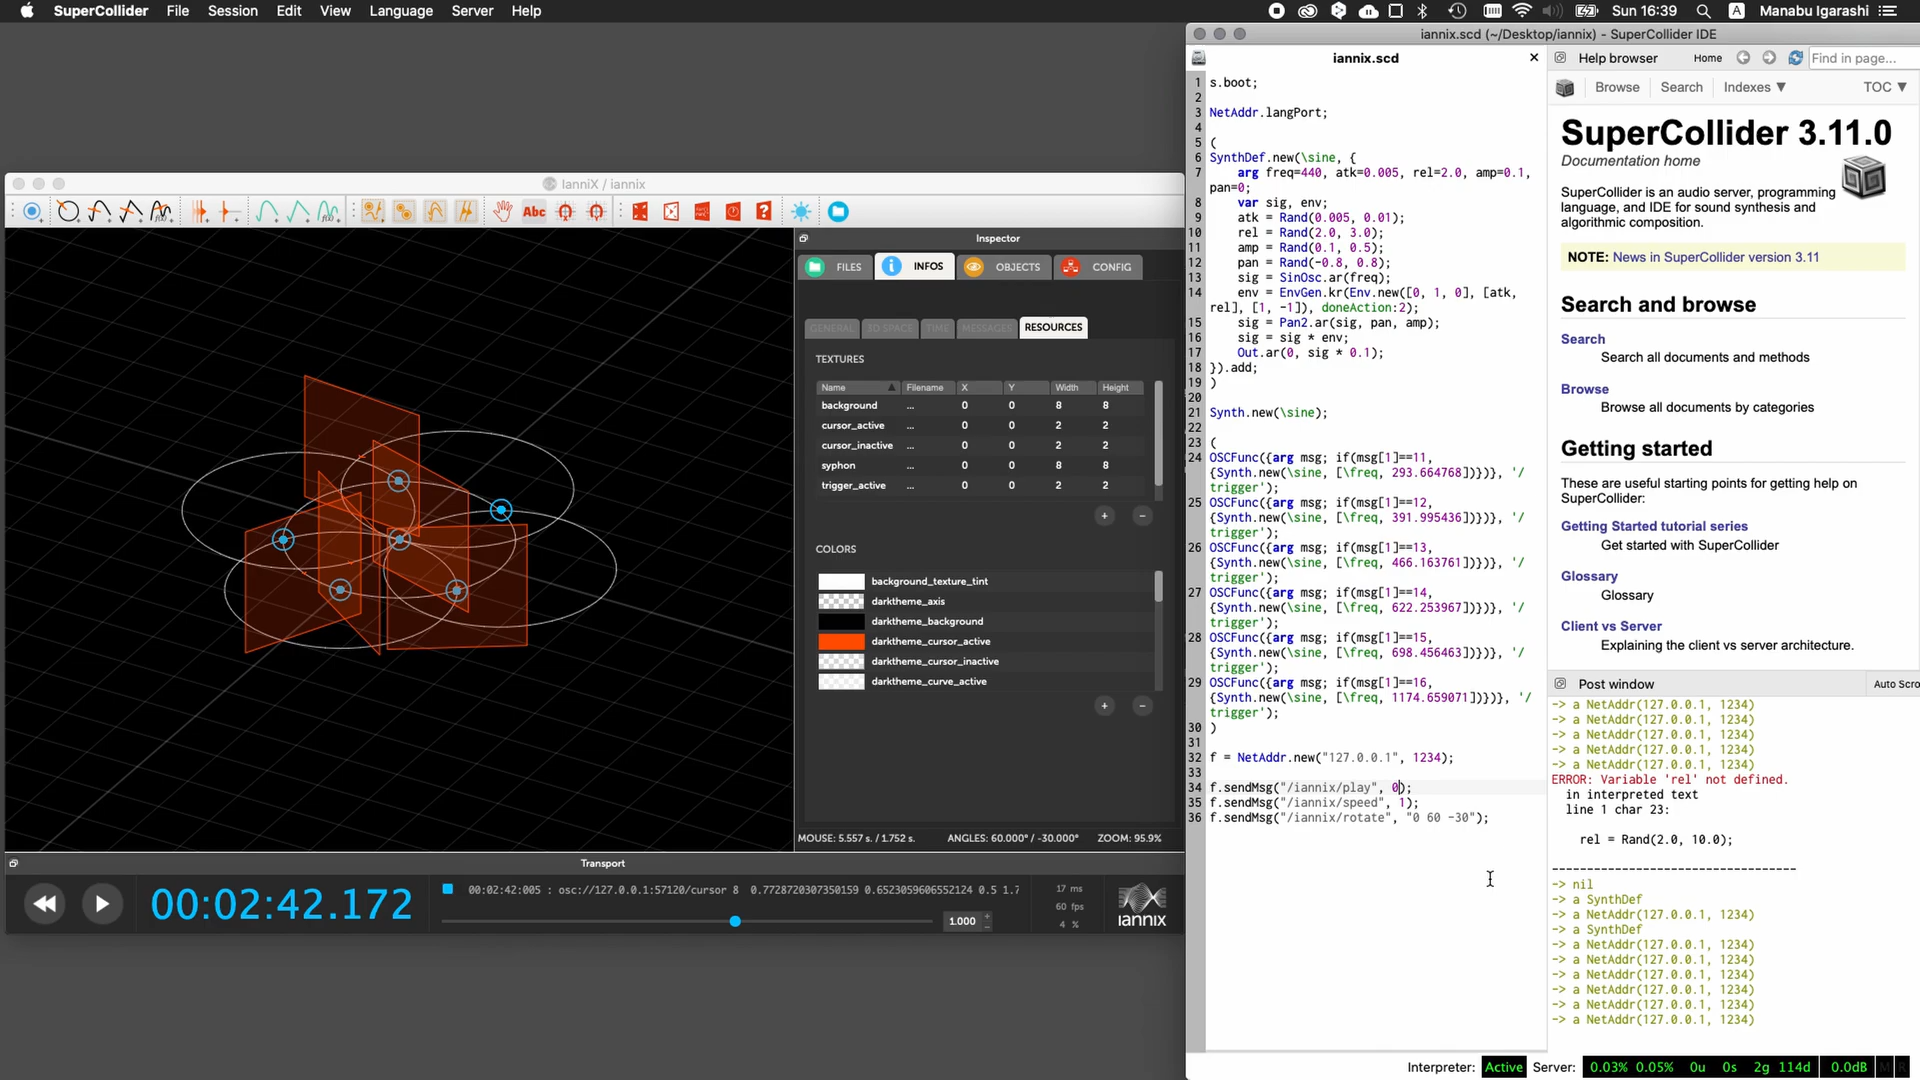 SuperCollider File Session Edit View Language Server Help
Sun 16:39 A Manabu Igarashi
IanniX / iannix
Abc
?
Inspector
FILES INFOS OBJECTS CONFIG
GENERAL 3D SPACE TIME MESSAGES RESOURCES
TEXTURES
Name Filename X Y Width Height
background ... 0 0 8 8
cursor_active ... 0 0 2 2
cursor_inactive ... 0 0 2 2
syphon ... 0 0 8 8
trigger_active ... 0 0 2 2
+ -
COLORS
background_texture_tint
darktheme_axis
darktheme_background
darktheme_cursor_active
darktheme_cursor_inactive
darktheme_curve_active
+ -
MOUSE: 5.557 s. / 1.752 s. ANGLES: 60.000° / -30.000° ZOOM: 95.9%
Transport
00:02:42.172
00:02:42:005 : osc://127.0.0.1:57120/cursor 8 0.7728720307350159 0.6523059606552124 0.5 1.7
1.000
17 ms
60 fps
4 %
iannix
iannix.scd (~/Desktop/iannix) - SuperCollider IDE
iannix.scd
1 s.boot;
2
3 NetAddr.langPort;
4
5 (
6 SynthDef.new(\sine, {
7 arg freq=440, atk=0.005, rel=2.0, amp=0.1,
pan=0;
8 var sig, env;
9 atk = Rand(0.005, 0.01);
10 rel = Rand(2.0, 3.0);
11 amp = Rand(0.1, 0.5);
12 pan = Rand(-0.8, 0.8);
13 sig = SinOsc.ar(freq);
14 env = EnvGen.kr(Env.new([0, 1, 0], [atk,
rel], [1, -1]), doneAction:2);
15 sig = Pan2.ar(sig, pan, amp);
16 sig = sig * env;
17 Out.ar(0, sig * 0.1);
18 }).add;
19 )
20
21 Synth.new(\sine);
22
23 (
24 OSCFunc({arg msg; if(msg[1]==11,
{Synth.new(\sine, [\freq, 293.664768])})}, '/
trigger');
25 OSCFunc({arg msg; if(msg[1]==12,
{Synth.new(\sine, [\freq, 391.995436])})}, '/
trigger');
26 OSCFunc({arg msg; if(msg[1]==13,
{Synth.new(\sine, [\freq, 466.163761])})}, '/
trigger');
27 OSCFunc({arg msg; if(msg[1]==14,
{Synth.new(\sine, [\freq, 622.253967])})}, '/
trigger');
28 OSCFunc({arg msg; if(msg[1]==15,
{Synth.new(\sine, [\freq, 698.456463])})}, '/
trigger');
29 OSCFunc({arg msg; if(msg[1]==16,
{Synth.new(\sine, [\freq, 1174.659071])})}, '/
trigger');
30 )
31
32 f = NetAddr.new("127.0.0.1", 1234);
33
34 f.sendMsg("/iannix/play", 0);
35 f.sendMsg("/iannix/speed", 1);
36 f.sendMsg("/iannix/rotate", "0 60 -30");
Help browser Home Find in page...
Browse Search Indexes ▼ TOC ▼
SuperCollider 3.11.0
Documentation home
SuperCollider is an audio server, programming
language, and IDE for sound synthesis and
algorithmic composition.
NOTE: News in SuperCollider version 3.11
Search and browse
Search
Search all documents and methods
Browse
Browse all documents by categories
Getting started
These are useful starting points for getting help on
SuperCollider:
Getting Started tutorial series
Get started with SuperCollider
Glossary
Glossary
Client vs Server
Explaining the client vs server architecture.
Post window Auto Scro
-> a NetAddr(127.0.0.1, 1234)
-> a NetAddr(127.0.0.1, 1234)
-> a NetAddr(127.0.0.1, 1234)
-> a NetAddr(127.0.0.1, 1234)
-> a NetAddr(127.0.0.1, 1234)
ERROR: Variable 'rel' not defined.
in interpreted text
line 1 char 23:
rel = Rand(2.0, 10.0);
-----------------------------------
-> nil
-> a SynthDef
-> a NetAddr(127.0.0.1, 1234)
-> a SynthDef
-> a NetAddr(127.0.0.1, 1234)
-> a NetAddr(127.0.0.1, 1234)
-> a NetAddr(127.0.0.1, 1234)
-> a NetAddr(127.0.0.1, 1234)
-> a NetAddr(127.0.0.1, 1234)
-> a NetAddr(127.0.0.1, 1234)
Interpreter: Active Server: 0.03% 0.05% 0u 0s 2g 114d 0.0dB M R